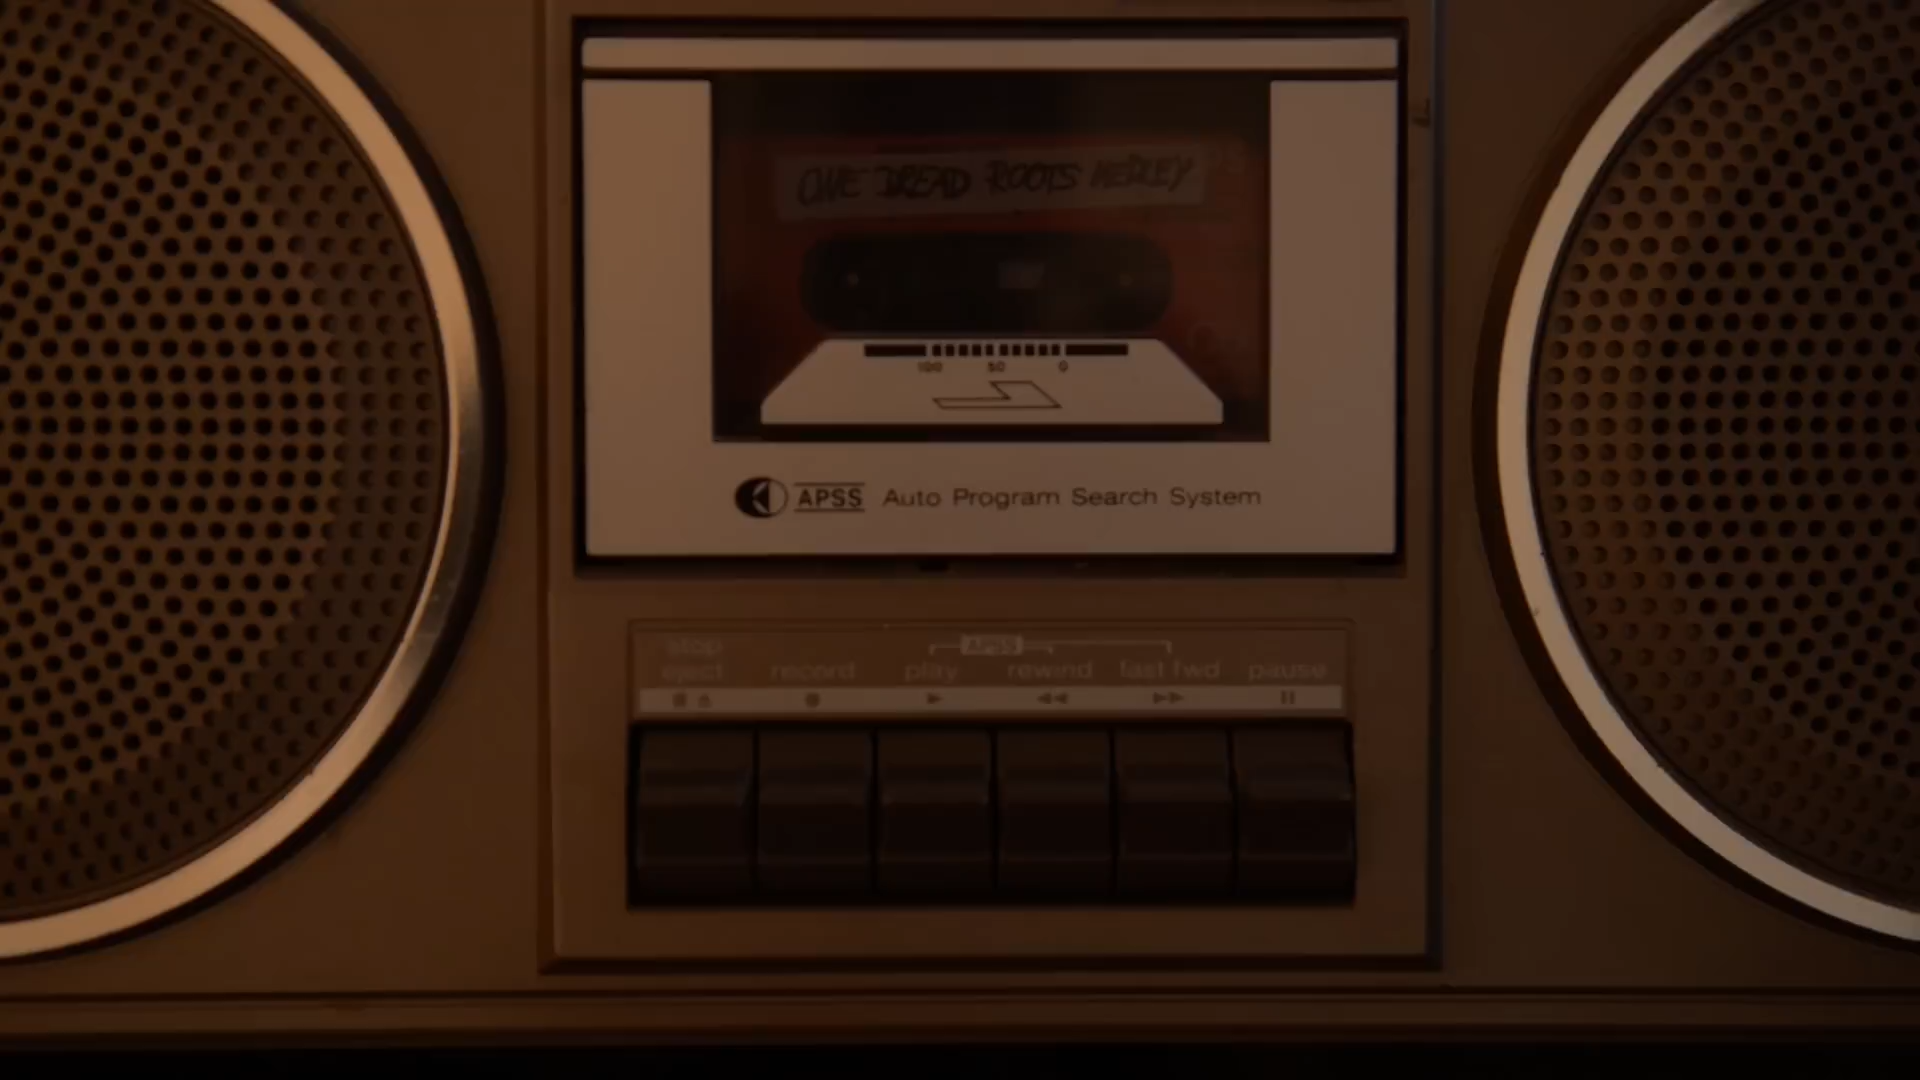 ONE DREAD ROOTS MEDLEY
100 50 0
APSS Auto Program Search System
APSS
stop
eject record play rewind fast fwd pause